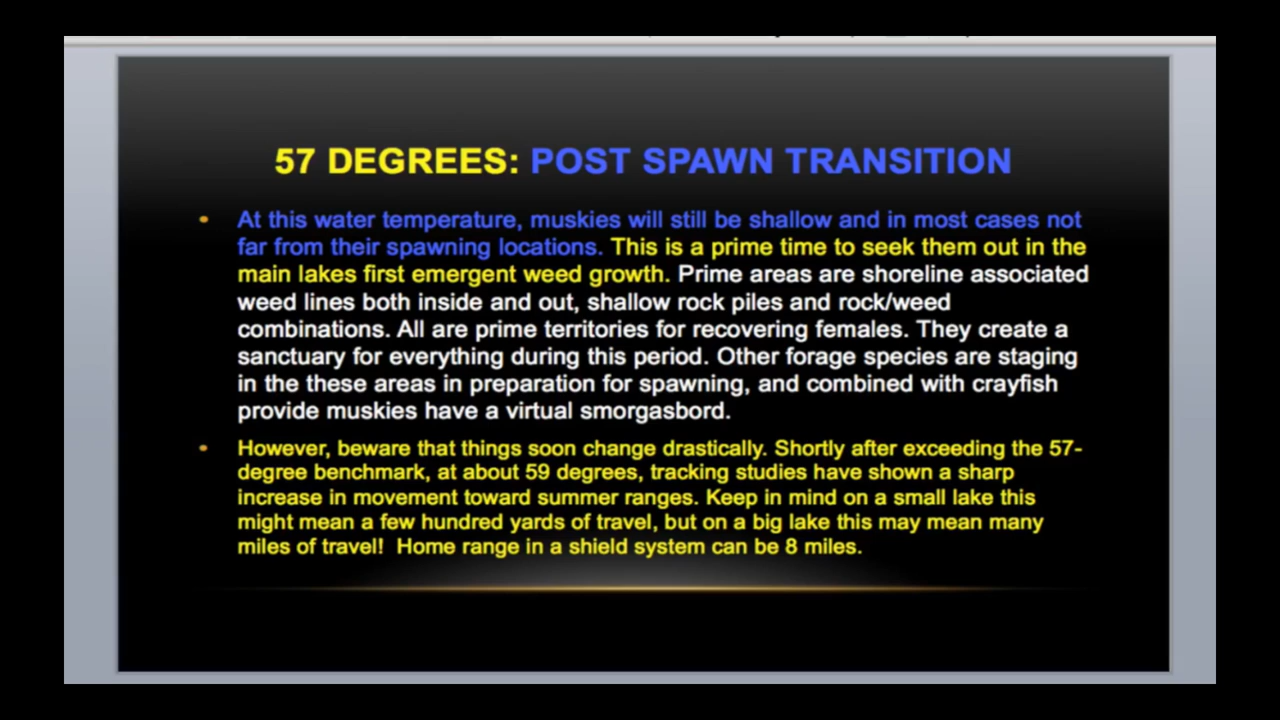 57 DEGREES: POST SPAWN TRANSITION
• At this water temperature, muskies will still be shallow and in most cases not
far from their spawning locations. This is a prime time to seek them out in the
main lakes first emergent weed growth. Prime areas are shoreline associated
weed lines both inside and out, shallow rock piles and rock/weed
combinations. All are prime territories for recovering females. They create a
sanctuary for everything during this period. Other forage species are staging
in the these areas in preparation for spawning, and combined with crayfish
provide muskies have a virtual smorgasbord.
• However, beware that things soon change drastically. Shortly after exceeding the 57-
degree benchmark, at about 59 degrees, tracking studies have shown a sharp
increase in movement toward summer ranges. Keep in mind on a small lake this
might mean a few hundred yards of travel, but on a big lake this may mean many
miles of travel!  Home range in a shield system can be 8 miles.